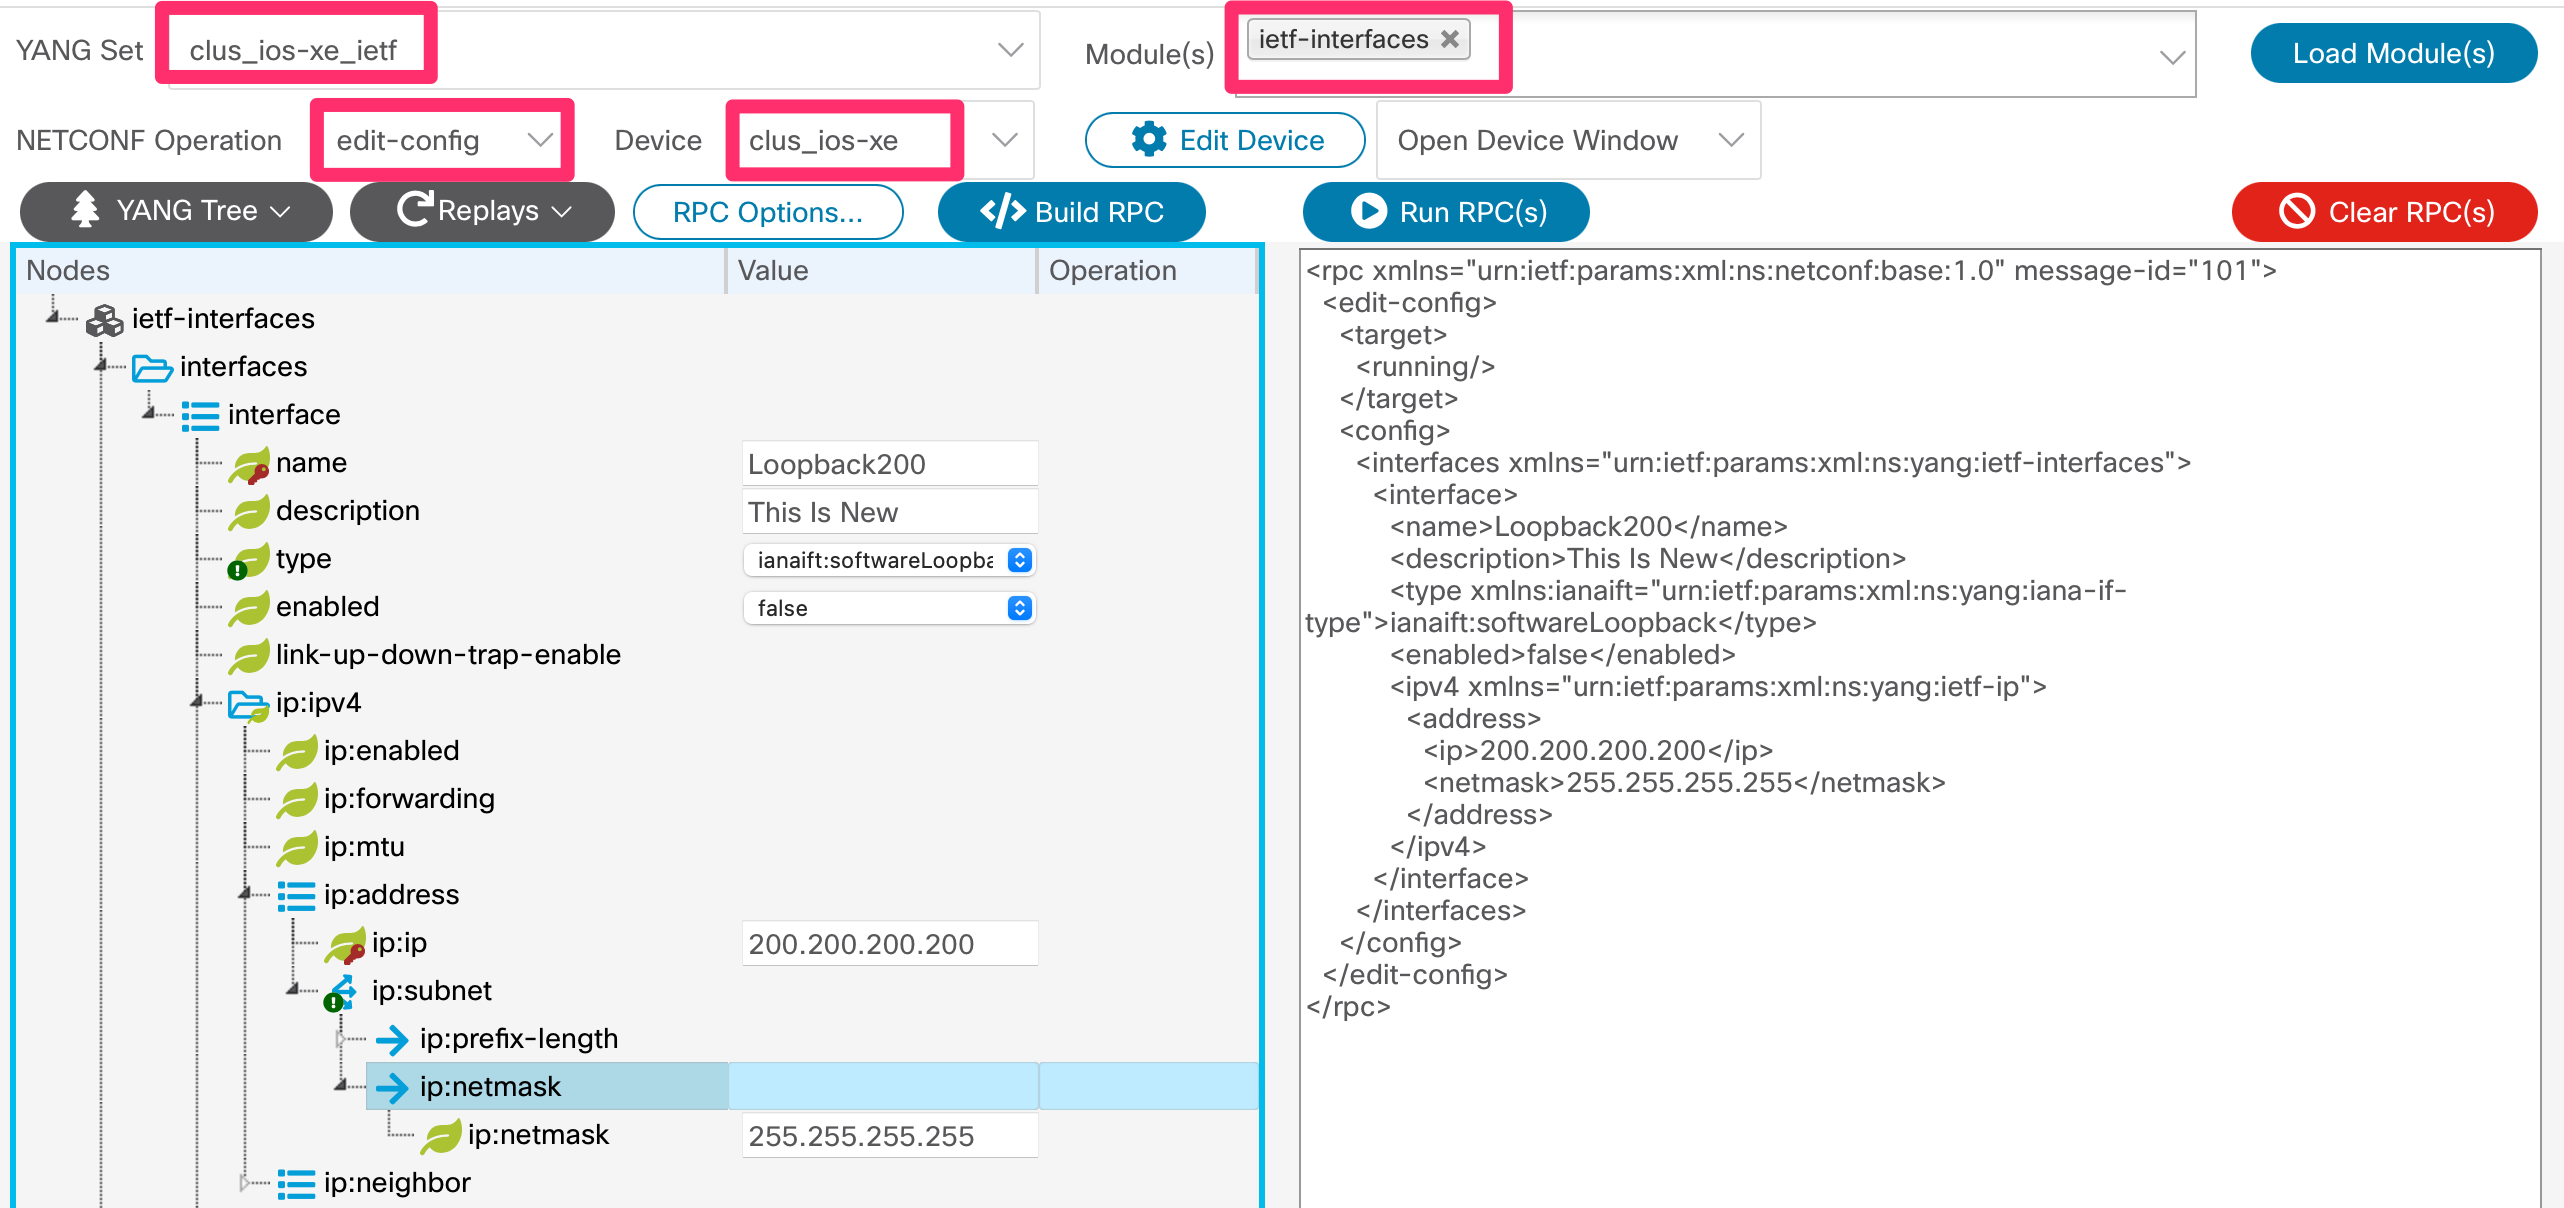 YANG Set clus_ios-xe_ietf Module(s) ietf-interfaces Load Module(s)
NETCONF Operation edit-config Device clus_ios-xe Edit Device Open Device Window
YANG Tree Replays RPC Options... </> Build RPC Run RPC(s) Clear RPC(s)
Nodes Value Operation
ietf-interfaces
interfaces
interface
name Loopback200
description This Is New
type ianaift:softwareLoopba
enabled false
link-up-down-trap-enable
ip:ipv4
ip:enabled
ip:forwarding
ip:mtu
ip:address
ip:ip 200.200.200.200
ip:subnet
ip:prefix-length
ip:netmask
ip:netmask 255.255.255.255
ip:neighbor
<rpc xmlns="urn:ietf:params:xml:ns:netconf:base:1.0" message-id="101">
<edit-config>
<target>
<running/>
</target>
<config>
<interfaces xmlns="urn:ietf:params:xml:ns:yang:ietf-interfaces">
<interface>
<name>Loopback200</name>
<description>This Is New</description>
<type xmlns:ianaift="urn:ietf:params:xml:ns:yang:iana-if-
type">ianaift:softwareLoopback</type>
<enabled>false</enabled>
<ipv4 xmlns="urn:ietf:params:xml:ns:yang:ietf-ip">
<address>
<ip>200.200.200.200</ip>
<netmask>255.255.255.255</netmask>
</address>
</ipv4>
</interface>
</interfaces>
</config>
</edit-config>
</rpc>